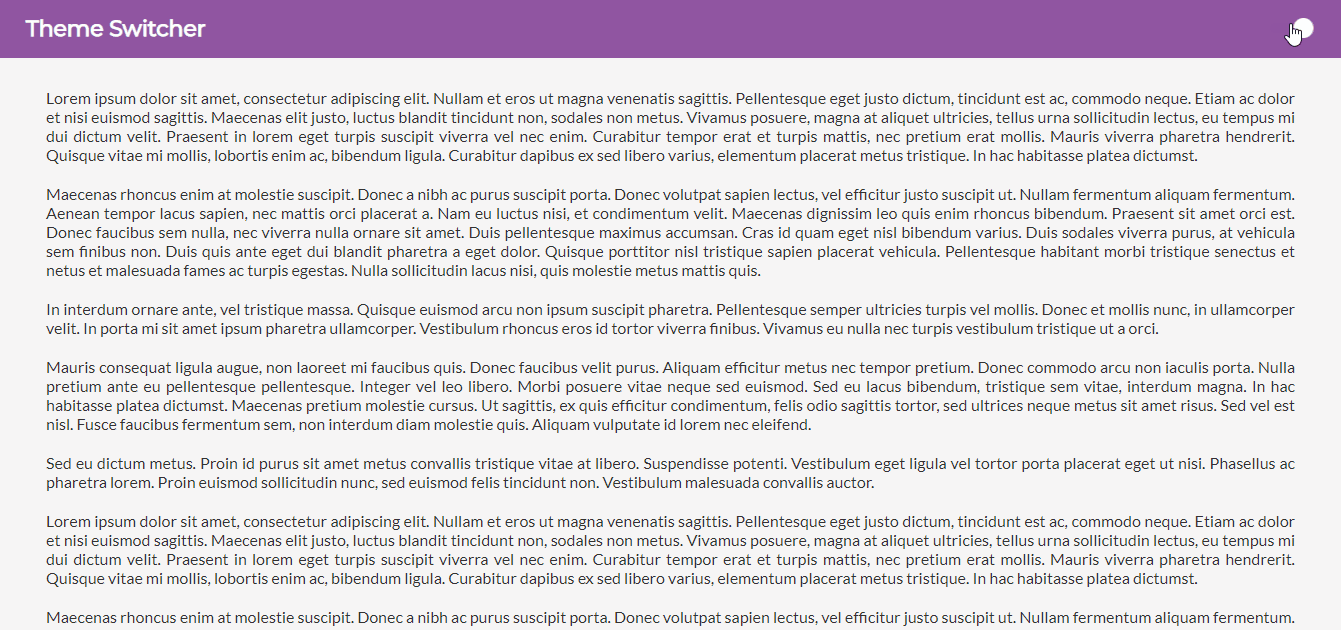 Theme Switcher
Lorem ipsum dolor sit amet, consectetur adipiscing elit. Nullam et eros ut magna venenatis sagittis. Pellentesque eget justo dictum, tincidunt est ac, commodo neque. Etiam ac dolor
et nisi euismod sagittis. Maecenas elit justo, luctus blandit tincidunt non, sodales non metus. Vivamus posuere, magna at aliquet ultricies, tellus urna sollicitudin lectus, eu tempus mi
dui dictum velit. Praesent in lorem eget turpis suscipit viverra vel nec enim. Curabitur tempor erat et turpis mattis, nec pretium erat mollis. Mauris viverra pharetra hendrerit.
Quisque vitae mi mollis, lobortis enim ac, bibendum ligula. Curabitur dapibus ex sed libero varius, elementum placerat metus tristique. In hac habitasse platea dictumst.
Maecenas rhoncus enim at molestie suscipit. Donec a nibh ac purus suscipit porta. Donec volutpat sapien lectus, vel efficitur justo suscipit ut. Nullam fermentum aliquam fermentum.
Aenean tempor lacus sapien, nec mattis orci placerat a. Nam eu luctus nisi, et condimentum velit. Maecenas dignissim leo quis enim rhoncus bibendum. Praesent sit amet orci est.
Donec faucibus sem nulla, nec viverra nulla ornare sit amet. Duis pellentesque maximus accumsan. Cras id quam eget nisl bibendum varius. Duis sodales viverra purus, at vehicula
sem finibus non. Duis quis ante eget dui blandit pharetra a eget dolor. Quisque porttitor nisl tristique sapien placerat vehicula. Pellentesque habitant morbi tristique senectus et
netus et malesuada fames ac turpis egestas. Nulla sollicitudin lacus nisi, quis molestie metus mattis quis.
In interdum ornare ante, vel tristique massa. Quisque euismod arcu non ipsum suscipit pharetra. Pellentesque semper ultricies turpis vel mollis. Donec et mollis nunc, in ullamcorper
velit. In porta mi sit amet ipsum pharetra ullamcorper. Vestibulum rhoncus eros id tortor viverra finibus. Vivamus eu nulla nec turpis vestibulum tristique ut a orci.
Mauris consequat ligula augue, non laoreet mi faucibus quis. Donec faucibus velit purus. Aliquam efficitur metus nec tempor pretium. Donec commodo arcu non iaculis porta. Nulla
pretium ante eu pellentesque pellentesque. Integer vel leo libero. Morbi posuere vitae neque sed euismod. Sed eu lacus bibendum, tristique sem vitae, interdum magna. In hac
habitasse platea dictumst. Maecenas pretium molestie cursus. Ut sagittis, ex quis efficitur condimentum, felis odio sagittis tortor, sed ultrices neque metus sit amet risus. Sed vel est
nisl. Fusce faucibus fermentum sem, non interdum diam molestie quis. Aliquam vulputate id lorem nec eleifend.
Sed eu dictum metus. Proin id purus sit amet metus convallis tristique vitae at libero. Suspendisse potenti. Vestibulum eget ligula vel tortor porta placerat eget ut nisi. Phasellus ac
pharetra lorem. Proin euismod sollicitudin nunc, sed euismod felis tincidunt non. Vestibulum malesuada convallis auctor.
Lorem ipsum dolor sit amet, consectetur adipiscing elit. Nullam et eros ut magna venenatis sagittis. Pellentesque eget justo dictum, tincidunt est ac, commodo neque. Etiam ac dolor
et nisi euismod sagittis. Maecenas elit justo, luctus blandit tincidunt non, sodales non metus. Vivamus posuere, magna at aliquet ultricies, tellus urna sollicitudin lectus, eu tempus mi
dui dictum velit. Praesent in lorem eget turpis suscipit viverra vel nec enim. Curabitur tempor erat et turpis mattis, nec pretium erat mollis. Mauris viverra pharetra hendrerit.
Quisque vitae mi mollis, lobortis enim ac, bibendum ligula. Curabitur dapibus ex sed libero varius, elementum placerat metus tristique. In hac habitasse platea dictumst.
Maecenas rhoncus enim at molestie suscipit. Donec a nibh ac purus suscipit porta. Donec volutpat sapien lectus, vel efficitur justo suscipit ut. Nullam fermentum aliquam fermentum.